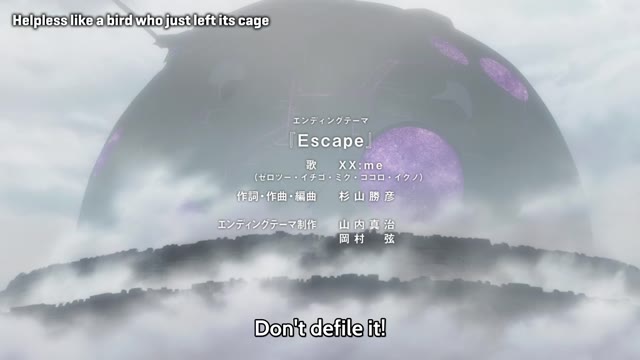 Helpless like a bird who just left its cage
エンディングテーマ
『Escape』
歌 XX:me
(ゼロツー・イチゴ・ミク・ココロ・イクノ)
作詞・作曲・編曲 杉山勝彦
エンディングテーマ制作 山内真治
岡村 弦
Don't defile it!